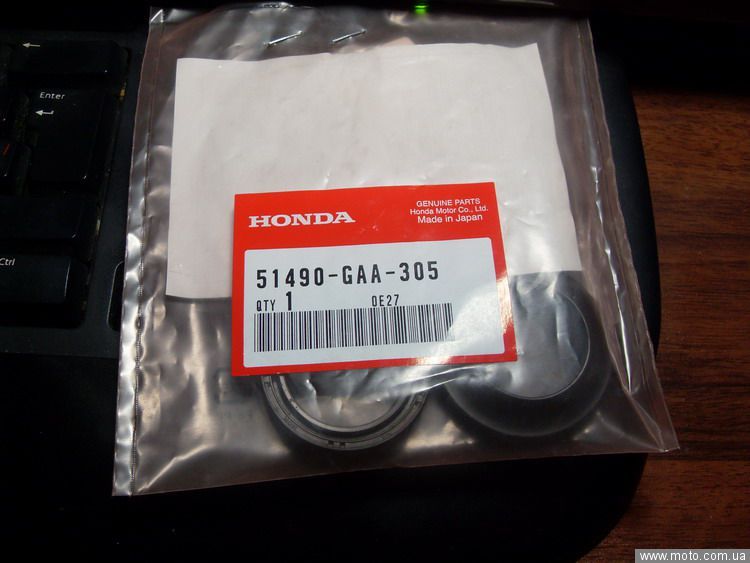 Enter
Ctrl
HONDA
GENUINE PARTS
Honda Motor Co., Ltd.
Made in Japan
51490-GAA-305
QTY 1 0E27
www.moto.com.ua